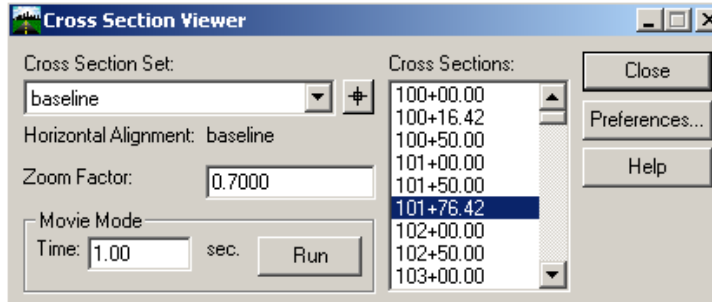 Cross Section Viewer
Cross Section Set:
baseline
Horizontal Alignment: baseline
Zoom Factor: 0.7000
Movie Mode
Time: 1.00 sec. Run
Cross Sections:
100+00.00
100+16.42
100+50.00
101+00.00
101+50.00
101+76.42
102+00.00
102+50.00
103+00.00
Close
Preferences...
Help